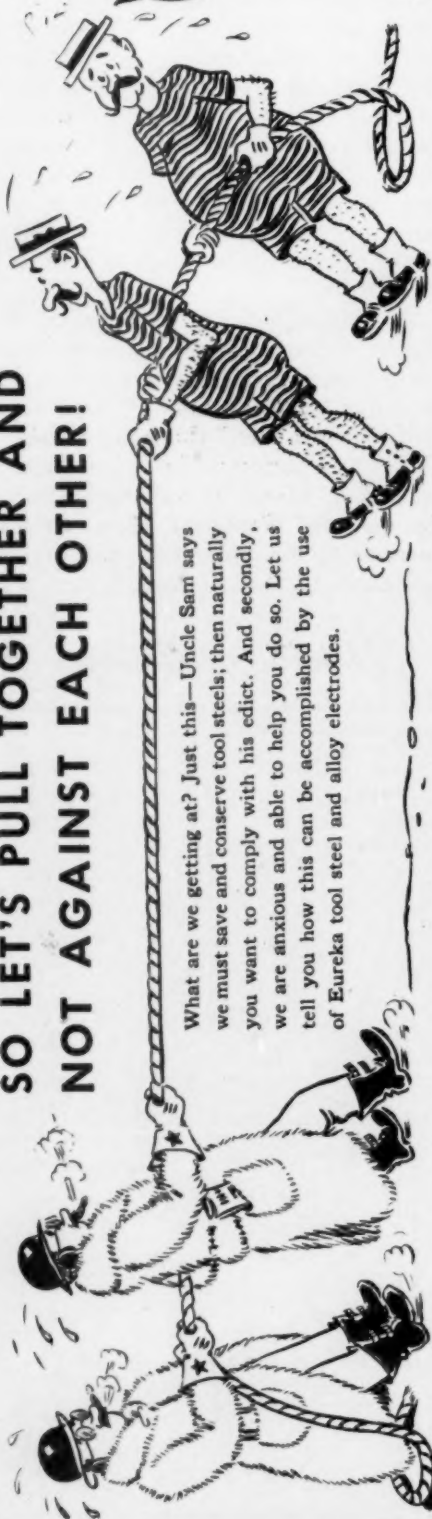 SO LET'S PULL TOGETHER AND
NOT AGAINST EACH OTHER!
What are we getting at? Just this—Uncle Sam says
we must save and conserve tool steels; then naturally
you want to comply with his edict. And secondly,
we are anxious and able to help you do so. Let us
tell you how this can be accomplished by the use
of Eureka tool steel and alloy electrodes.